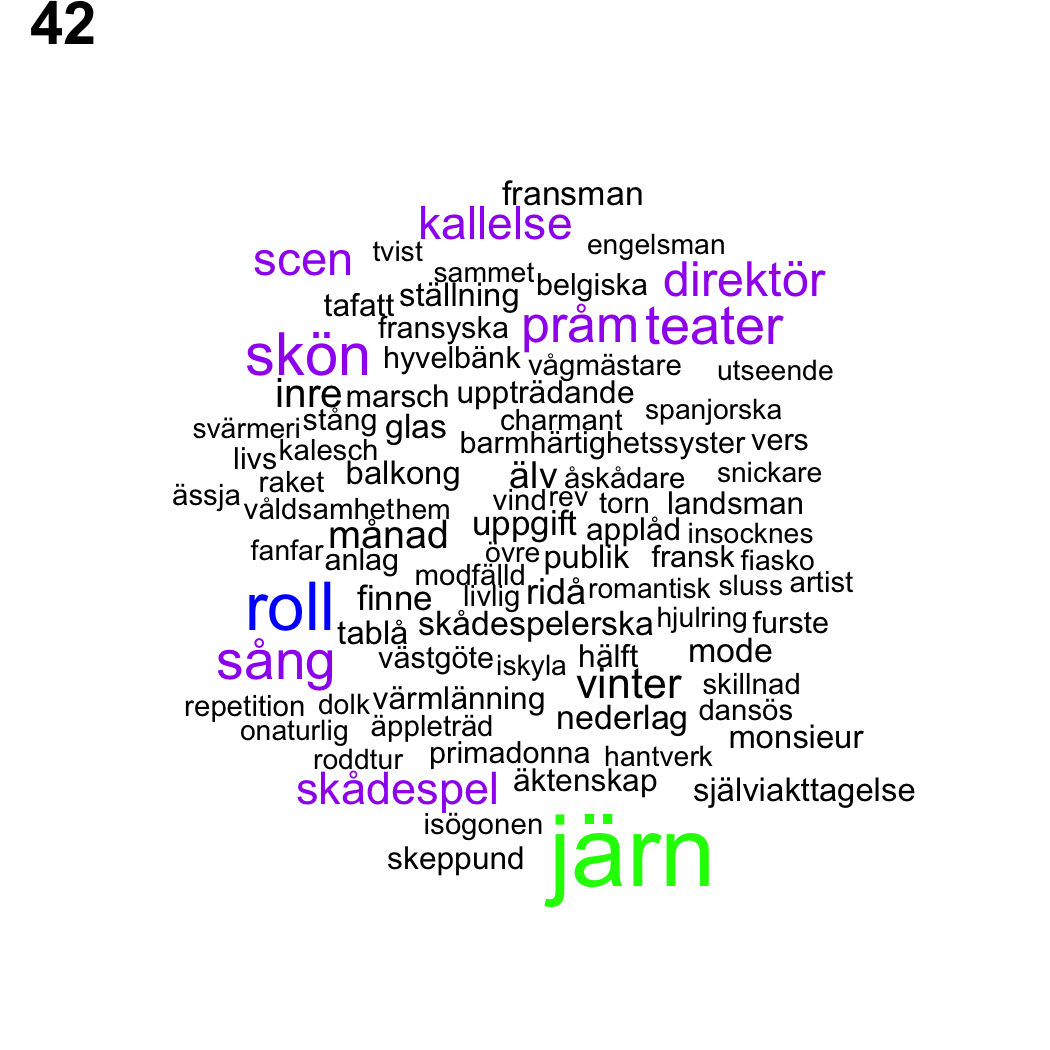 42
fransman
kallelse
scen tvist engelsman
sammet belgiska direktör
tafatt ställning
fransyska pråm teater
skön hyvelbänk vågmästare utseende
inre marsch uppträdande
svärmeri stång glas charmant spanjorska
livs kalesch barmhärtighetssyster vers
raket balkong älv åskådare snickare
ässja våldsamhet hem vind rev torn landsman
månad uppgift applåd insocknes
fanfar anlag övre publik fransk fiasko
modfälld
roll finne livlig ridå romantisk sluss artist
tablå skådespelerska hjulring furste
sång västgöte iskyla hälft mode
vinter skillnad
repetition dolk värmlänning nederlag dansös
onaturlig äppleträd monsieur
roddtur primadonna hantverk
skådespel äktenskap själviakttagelse
isögonen järn
skeppund